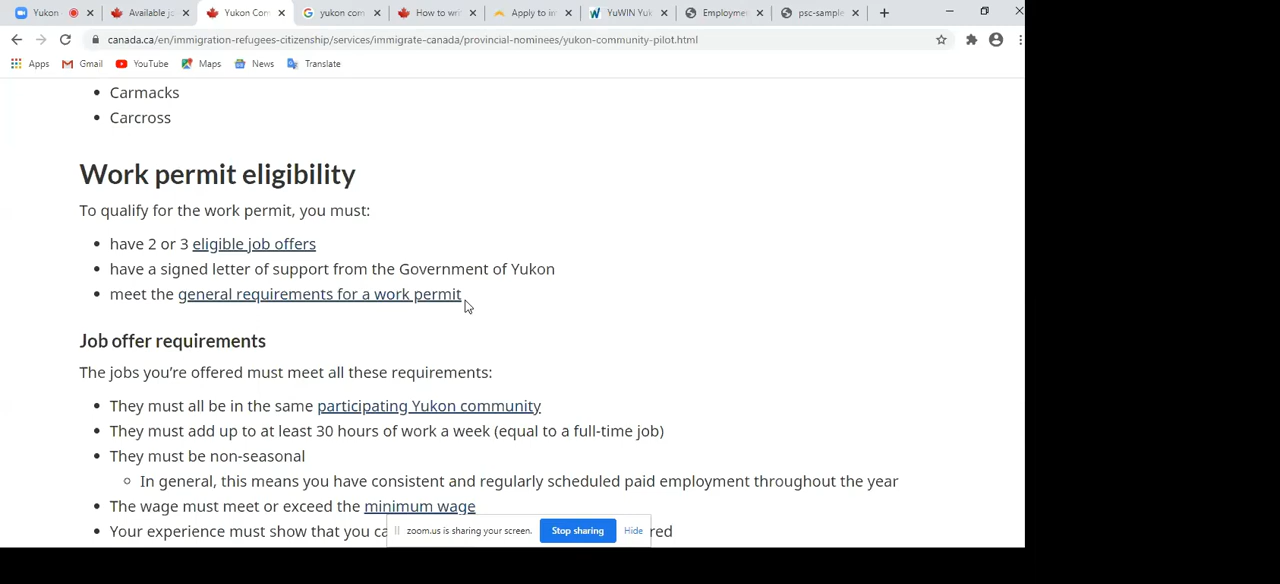 Yukon
Available jo
Yukon Com
yukon com
How to wri
Apply to im
YuWIN Yuk
Employme
psc-sample
canada.ca/en/immigration-refugees-citizenship/services/immigrate-canada/provincial-nominees/yukon-community-pilot.html
Apps Gmail YouTube Maps News Translate
• Carmacks
• Carcross
Work permit eligibility
To qualify for the work permit, you must:
• have 2 or 3 eligible job offers
• have a signed letter of support from the Government of Yukon
• meet the general requirements for a work permit
Job offer requirements
The jobs you’re offered must meet all these requirements:
• They must all be in the same participating Yukon community
• They must add up to at least 30 hours of work a week (equal to a full-time job)
• They must be non-seasonal
◦ In general, this means you have consistent and regularly scheduled paid employment throughout the year
• The wage must meet or exceed the minimum wage
• Your experience must show that you ca
red
zoom.us is sharing your screen. Stop sharing Hide